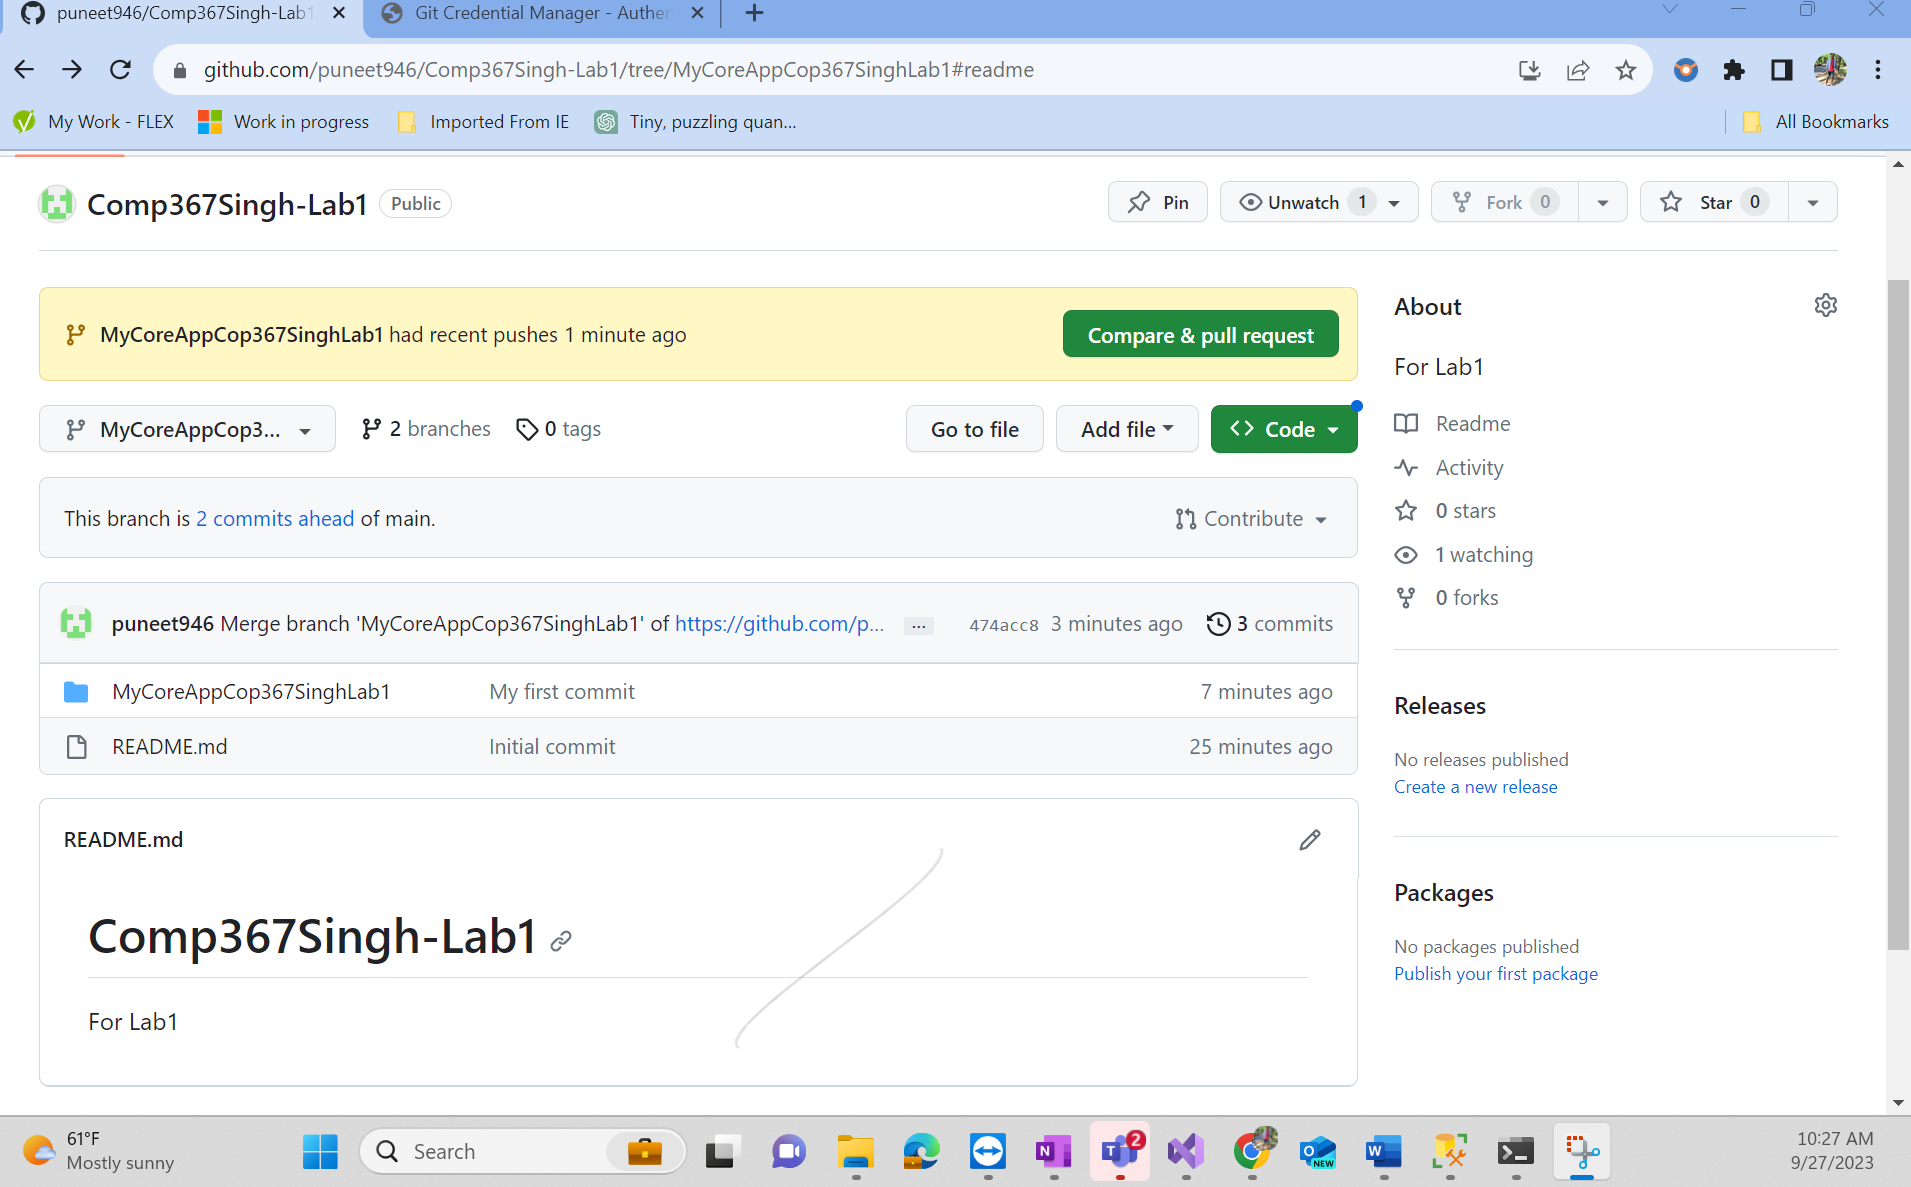 puneet946/Comp367Singh-Lab1
Git Credential Manager - Auther
github.com/puneet946/Comp367Singh-Lab1/tree/MyCoreAppCop367SinghLab1#readme
My Work - FLEX
Work in progress
Imported From IE
Tiny, puzzling quan...
All Bookmarks
Comp367Singh-Lab1 Public
Pin
Unwatch 1
Fork 0
Star 0
MyCoreAppCop367SinghLab1 had recent pushes 1 minute ago
Compare & pull request
About
For Lab1
MyCoreAppCop3...
2 branches
0 tags
Go to file
Add file
<> Code
Readme
Activity
0 stars
1 watching
0 forks
This branch is 2 commits ahead of main.
Contribute
puneet946 Merge branch 'MyCoreAppCop367SinghLab1' of https://github.com/p... ... 474acc8 3 minutes ago 3 commits
MyCoreAppCop367SinghLab1 My first commit 7 minutes ago
README.md Initial commit 25 minutes ago
Releases
No releases published
Create a new release
Packages
No packages published
Publish your first package
README.md
Comp367Singh-Lab1
For Lab1
61°F
Mostly sunny
Search
N
T
2
O
NEW
W
10:27 AM
9/27/2023